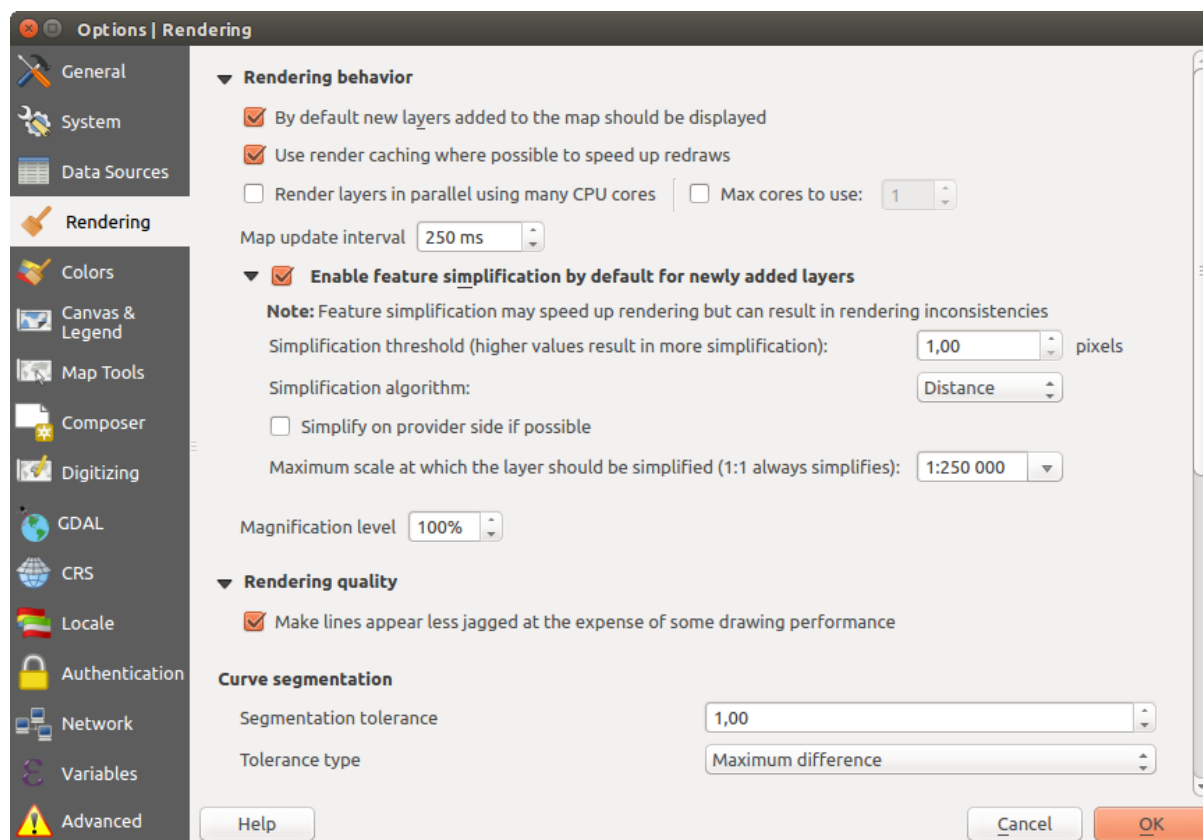 Options | Rendering
General
System
Data Sources
Rendering
Colors
Canvas &
Legend
Map Tools
Composer
Digitizing
GDAL
CRS
Locale
Authentication
Network
Variables
Advanced
Rendering behavior
By default new layers added to the map should be displayed
Use render caching where possible to speed up redraws
Render layers in parallel using many CPU cores Max cores to use: 1
Map update interval 250 ms
Enable feature simplification by default for newly added layers
Note: Feature simplification may speed up rendering but can result in rendering inconsistencies
Simplification threshold (higher values result in more simplification): 1,00 pixels
Simplification algorithm: Distance
Simplify on provider side if possible
Maximum scale at which the layer should be simplified (1:1 always simplifies): 1:250 000
Magnification level 100%
Rendering quality
Make lines appear less jagged at the expense of some drawing performance
Curve segmentation
Segmentation tolerance 1,00
Tolerance type Maximum difference
Help Cancel OK